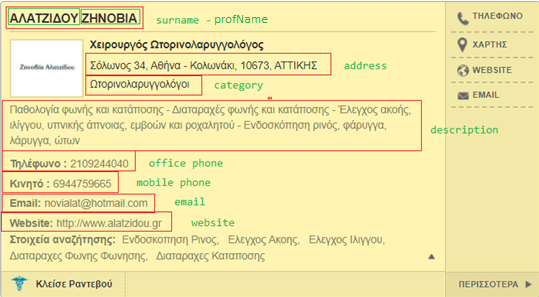 ΑΛΑΤΖΙΔΟΥ ΖΗΝΟΒΙΑ surname - profName
ΤΗΛΕΦΩΝΟ
Χειρουργός Ωτορινολαρυγγολόγος
Ζηνοβία Αλατζίδου
Σόλωνος 34, Αθήνα - Κολωνάκι, 10673, ΑΤΤΙΚΗΣ address
ΧΑΡΤΗΣ
Ωτορινολαρυγγολόγοι category
WEBSITE
EMAIL
Παθολογία φωνής και κατάποσης - Διαταραχές φωνής και κατάποσης - Έλεγχος ακοής,
ιλίγγου, υπνικής άπνοιας, εμβοών και ροχαλητού - Ενδοσκόπηση ρινός, φάρυγγα,
λάρυγγα, ώτων
description
Τηλέφωνο : 2109244040 office phone
Κινητό : 6944759665 mobile phone
Email: novialat@hotmail.com email
Website: http://www.alatzidou.gr website
Στοιχεία αναζήτησης: Ενδοσκοπηση Ρινος, Ελεγχος Ακοης, Ελεγχος Ιλιγγου,
Διαταραχες Φωνης Φωνησης, Διαταραχες Καταποσης
Κλείσε Ραντεβού
ΠΕΡΙΣΣΟΤΕΡΑ